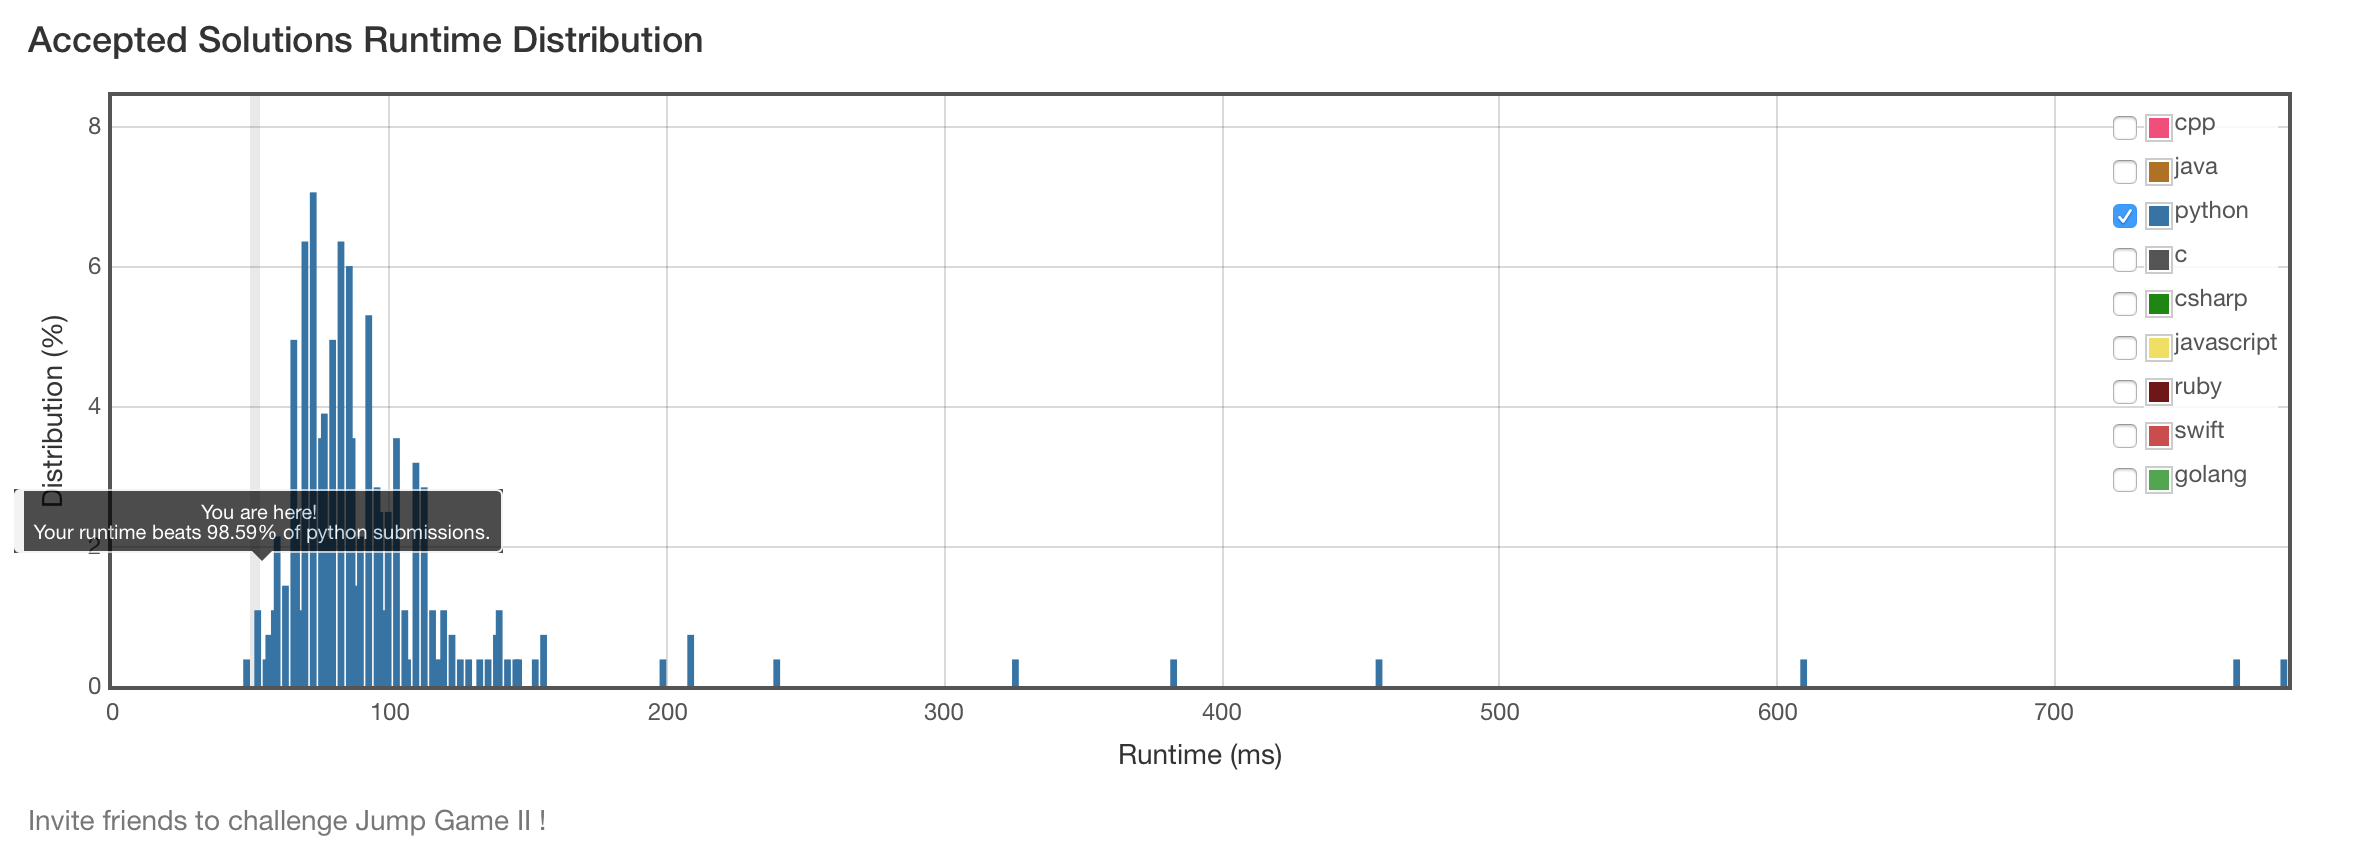 Accepted Solutions Runtime Distribution
8
6
4
2
0
Distribution (%)
You are here!
Your runtime beats 98.59% of python submissions.
cpp
java
python
c
csharp
javascript
ruby
swift
golang
0 100 200 300 400 500 600 700
Runtime (ms)
Invite friends to challenge Jump Game II !